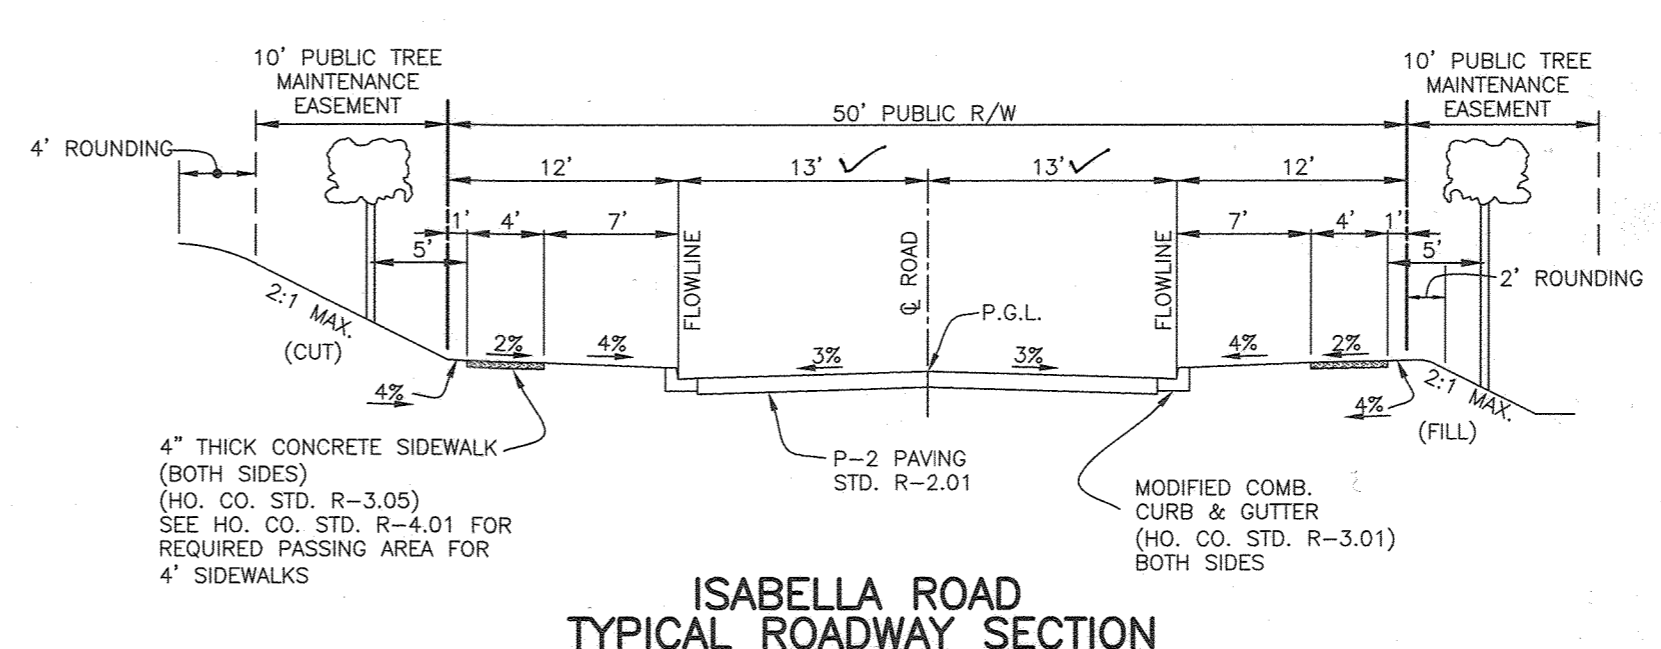 10' PUBLIC TREE
MAINTENANCE
EASEMENT
10' PUBLIC TREE
MAINTENANCE
EASEMENT
50' PUBLIC R/W
4' ROUNDING
12'
13'
13'
12'
1'
4'
7'
7'
4'
1'
5'
5'
FLOWLINE
℄ ROAD
FLOWLINE
2' ROUNDING
2:1 MAX.
(CUT)
P.G.L.
2%
4%
3%
3%
4%
2%
4%
4%
2:1 MAX.
(FILL)
4" THICK CONCRETE SIDEWALK
(BOTH SIDES)
(HO. CO. STD. R-3.05)
SEE HO. CO. STD. R-4.01 FOR
REQUIRED PASSING AREA FOR
4' SIDEWALKS
P-2 PAVING
STD. R-2.01
MODIFIED COMB.
CURB & GUTTER
(HO. CO. STD. R-3.01)
BOTH SIDES
ISABELLA ROAD
TYPICAL ROADWAY SECTION